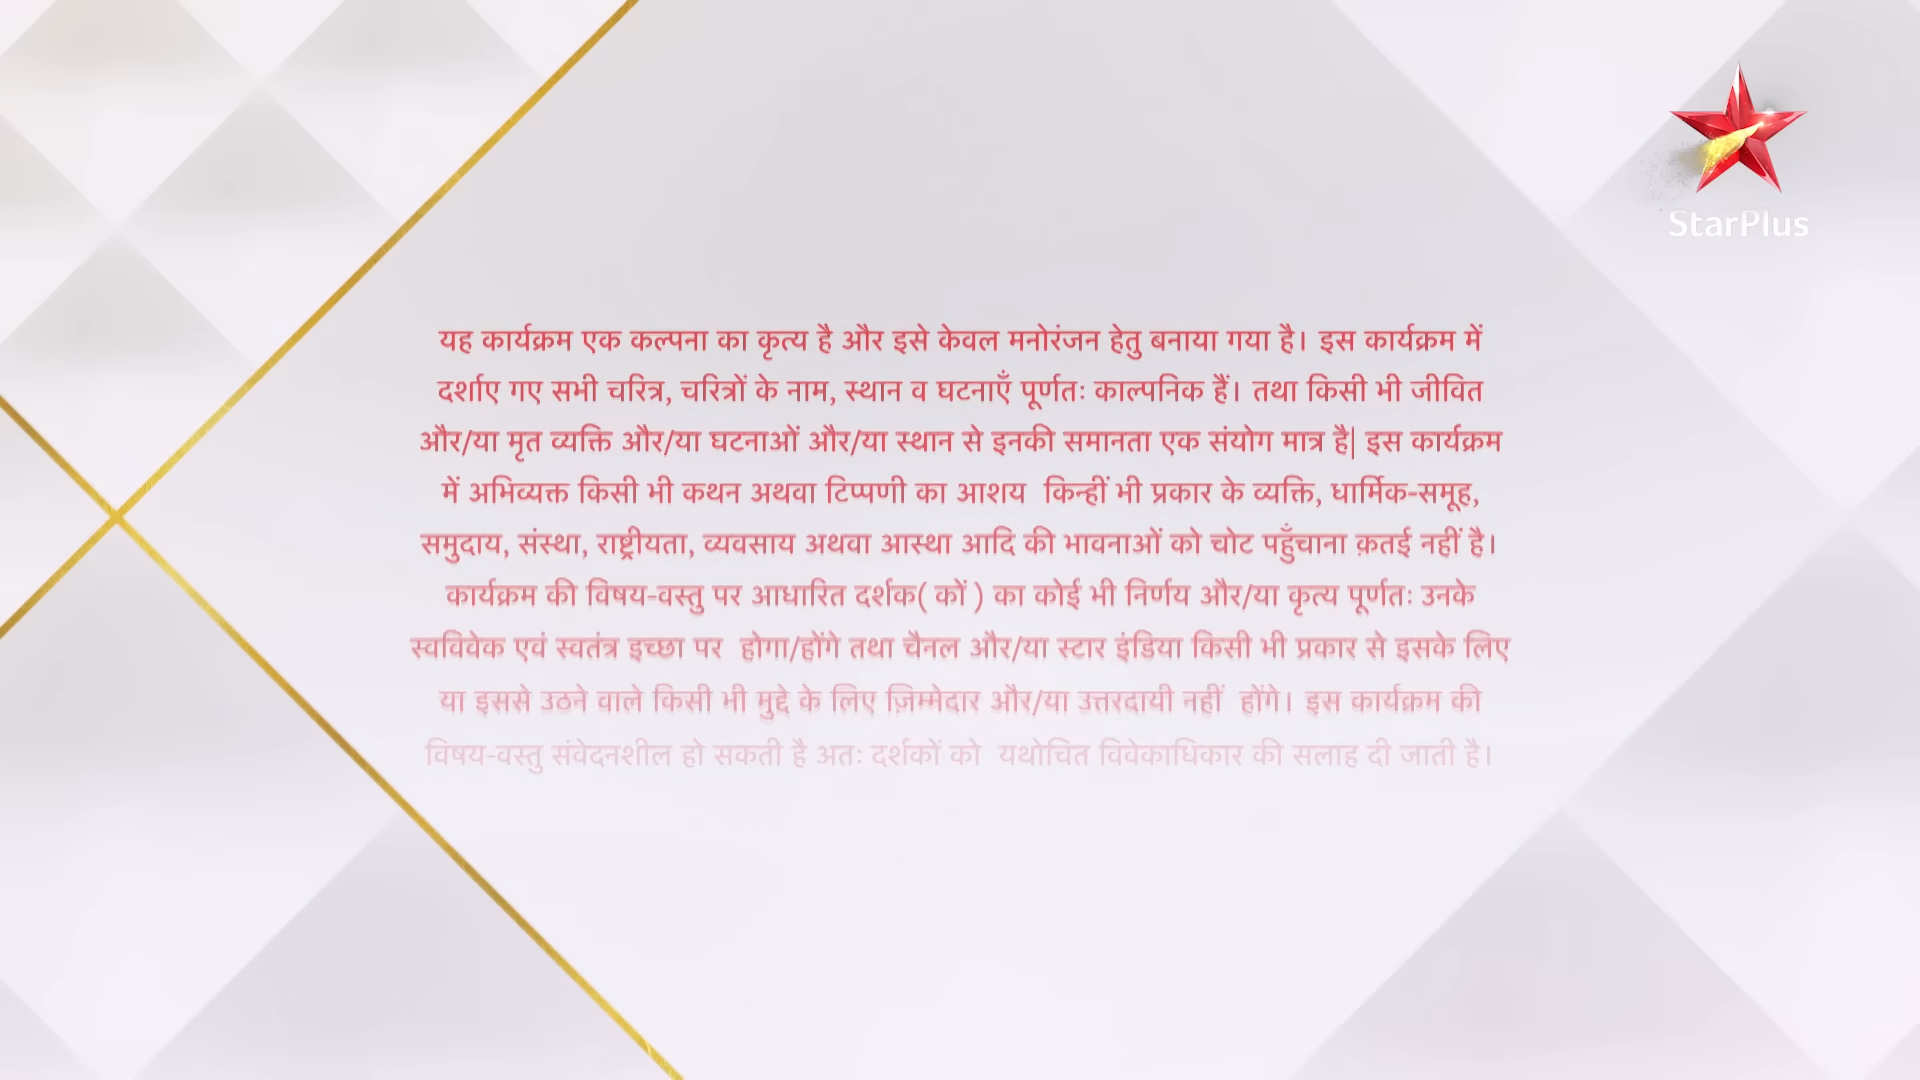 StarPlus
यह कार्यक्रम एक कल्पना का कृत्य है और इसे केवल मनोरंजन हेतु बनाया गया है। इस कार्यक्रम में
दर्शाए गए सभी चरित्र, चरित्रों के नाम, स्थान व घटनाएँ पूर्णतः काल्पनिक हैं। तथा किसी भी जीवित
और/या मृत व्यक्ति और/या घटनाओं और/या स्थान से इनकी समानता एक संयोग मात्र है| इस कार्यक्रम
में अभिव्यक्त किसी भी कथन अथवा टिप्पणी का आशय  किन्हीं भी प्रकार के व्यक्ति, धार्मिक-समूह,
समुदाय, संस्था, राष्ट्रीयता, व्यवसाय अथवा आस्था आदि की भावनाओं को चोट पहुँचाना क़तई नहीं है।
कार्यक्रम की विषय-वस्तु पर आधारित दर्शक( कों ) का कोई भी निर्णय और/या कृत्य पूर्णतः उनके
स्वविवेक एवं स्वतंत्र इच्छा पर  होगा/होंगे तथा चैनल और/या स्टार इंडिया किसी भी प्रकार से इसके लिए
या इससे उठने वाले किसी भी मुद्दे के लिए ज़िम्मेदार और/या उत्तरदायी नहीं  होंगे। इस कार्यक्रम की
विषय-वस्तु संवेदनशील हो सकती है अतः दर्शकों को  यथोचित विवेकाधिकार की सलाह दी जाती है।